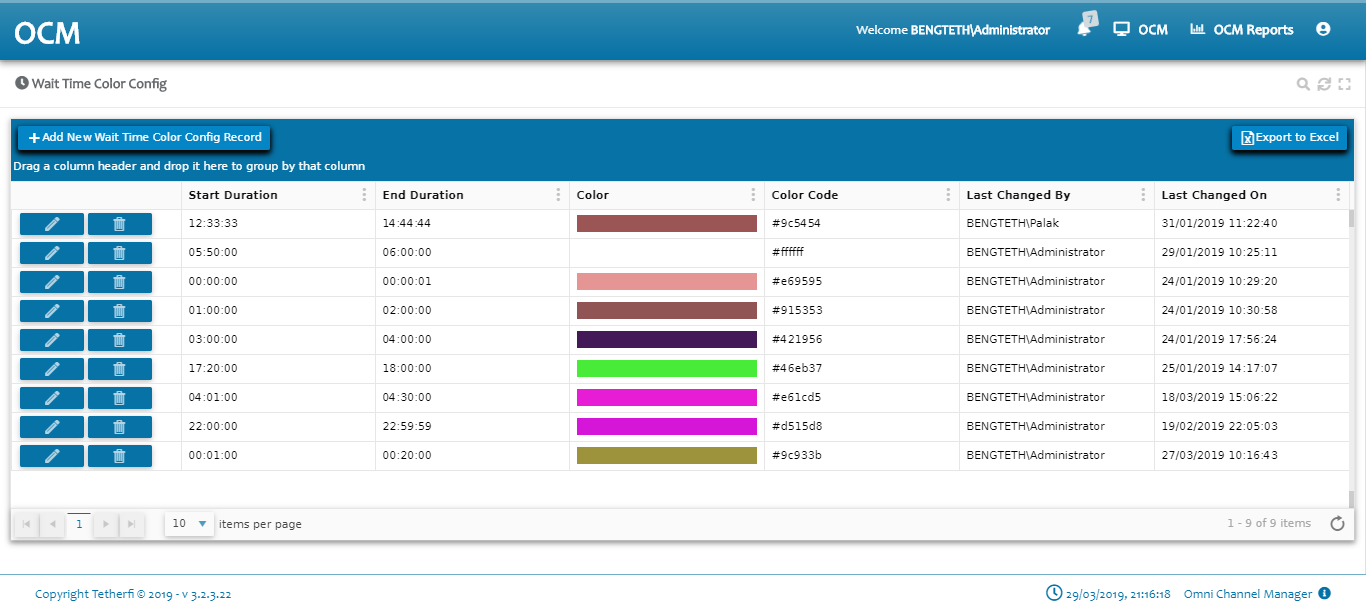 OCM
Welcome BENGTETH\Administrator 7 OCM OCM Reports
Wait Time Color Config
Add New Wait Time Color Config Record Export to Excel
Drag a column header and drop it here to group by that column
Start Duration End Duration Color Color Code Last Changed By Last Changed On
12:33:33 14:44:44 #9c5454 BENGTETH\Palak 31/01/2019 11:22:40
05:50:00 06:00:00 #ffffff BENGTETH\Administrator 29/01/2019 10:25:11
00:00:00 00:00:01 #e69595 BENGTETH\Administrator 24/01/2019 10:29:20
01:00:00 02:00:00 #915353 BENGTETH\Administrator 24/01/2019 10:30:58
03:00:00 04:00:00 #421956 BENGTETH\Administrator 24/01/2019 17:56:24
17:20:00 18:00:00 #46eb37 BENGTETH\Administrator 25/01/2019 14:17:07
04:01:00 04:30:00 #e61cd5 BENGTETH\Administrator 18/03/2019 15:06:22
22:00:00 22:59:59 #d515d8 BENGTETH\Administrator 19/02/2019 22:05:03
00:01:00 00:20:00 #9c933b BENGTETH\Administrator 27/03/2019 10:16:43
1 10 items per page 1 - 9 of 9 items
Copyright Tetherfi © 2019 - v 3.2.3.22 29/03/2019, 21:16:18 Omni Channel Manager